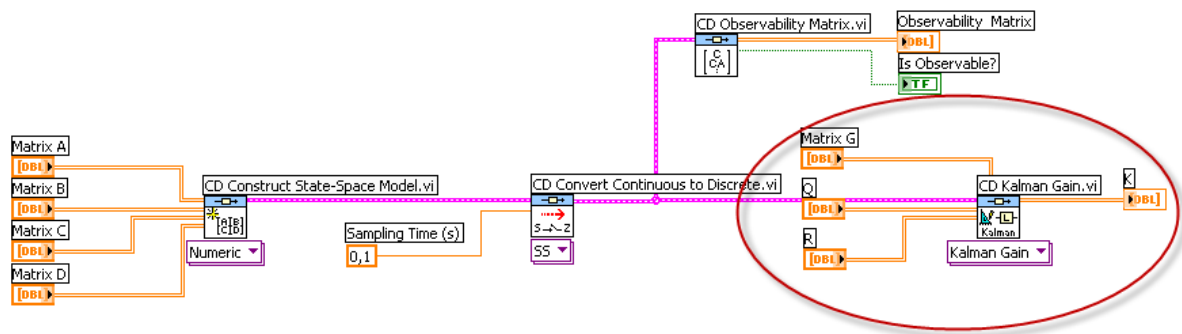 CD Observability Matrix.vi
Observability Matrix
DBL]
[C
CA]
Is Observable?
TF
Matrix A
[DBL]
Matrix B
[DBL]
Matrix C
[DBL]
Matrix D
[DBL]
CD Construct State-Space Model.vi
[A|B]
[C|D]
Numeric
CD Convert Continuous to Discrete.vi
S Z
SS
Sampling Time (s)
0,1
Matrix G
[DBL]
Q
[DBL]
R
[DBL]
CD Kalman Gain.vi
L
Kalman
Kalman Gain
K
DBL]